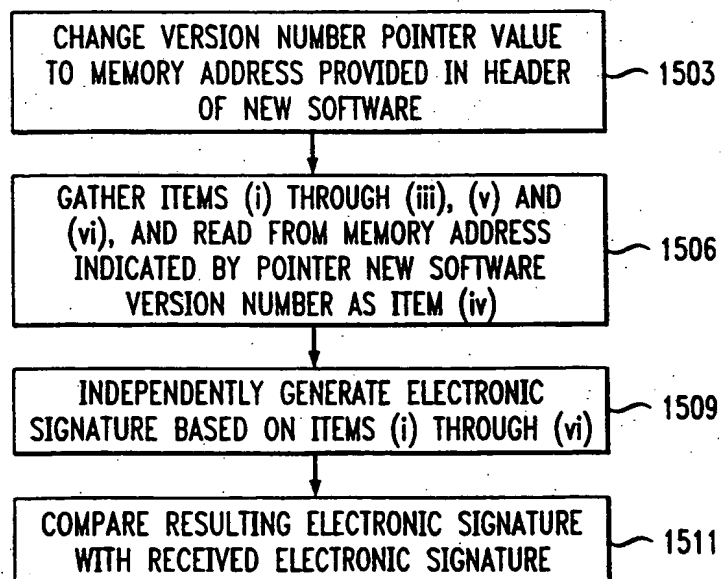 CHANGE VERSION NUMBER POINTER VALUE
TO MEMORY ADDRESS PROVIDED IN HEADER
OF NEW SOFTWARE
1503
GATHER ITEMS (i) THROUGH (iii), (v) AND
(vi), AND READ FROM MEMORY ADDRESS
INDICATED BY POINTER NEW SOFTWARE
VERSION NUMBER AS ITEM (iv)
1506
INDEPENDENTLY GENERATE ELECTRONIC
SIGNATURE BASED ON ITEMS (i) THROUGH (vi)
1509
COMPARE RESULTING ELECTRONIC SIGNATURE
WITH RECEIVED ELECTRONIC SIGNATURE
1511